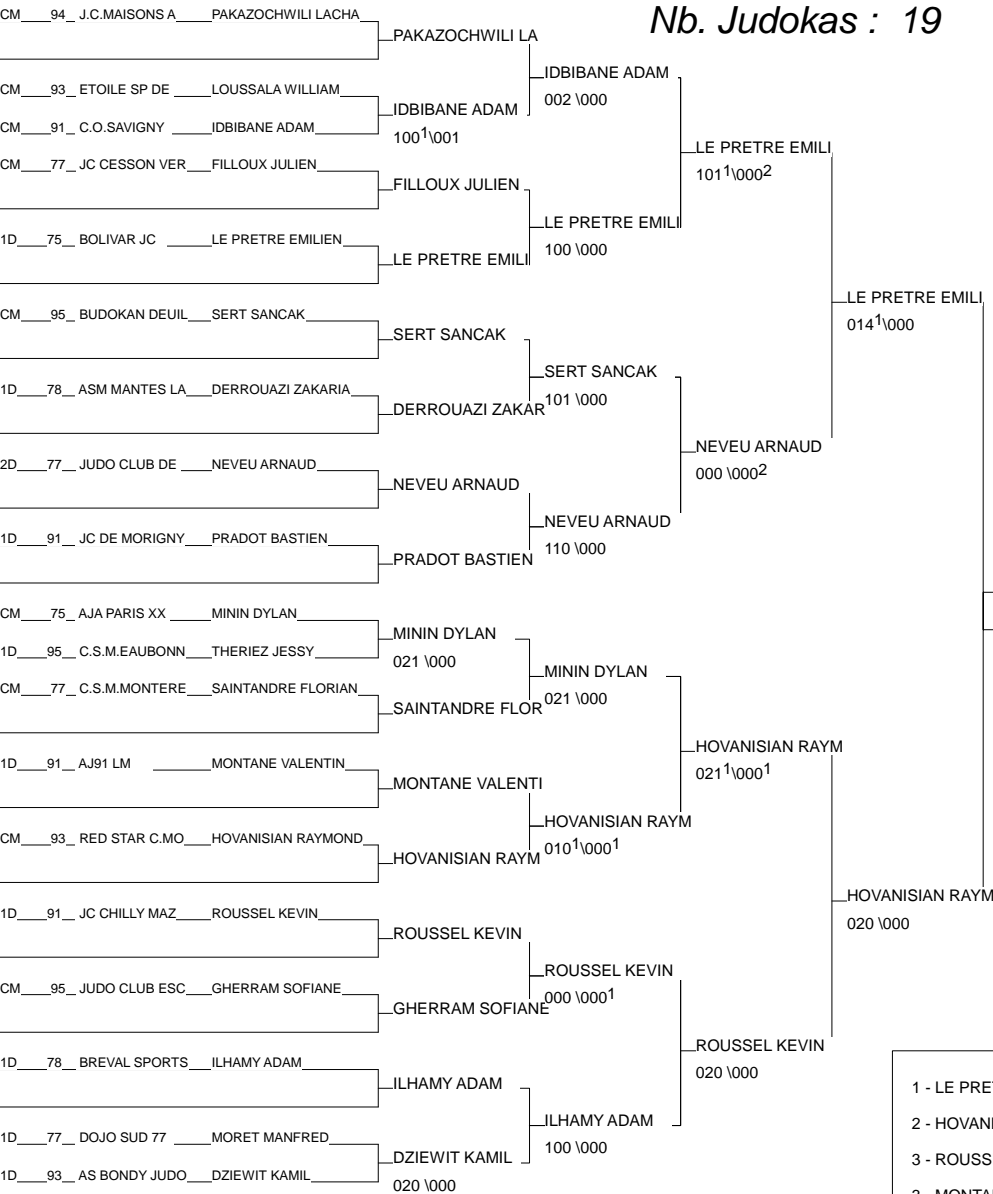 Nb. Judokas : 19
CM 94 J.C.MAISONS A PAKAZOCHWILI LACHA
PAKAZOCHWILI LA
IDBIBANE ADAM
002 \000
CM 93 ETOILE SP DE LOUSSALA WILLIAM
IDBIBANE ADAM
100¹\001
CM 91 C.O.SAVIGNY IDBIBANE ADAM
LE PRETRE EMILI
101¹\000²
CM 77 JC CESSON VER FILLOUX JULIEN
FILLOUX JULIEN
LE PRETRE EMILI
100 \000
1D 75 BOLIVAR JC LE PRETRE EMILIEN
LE PRETRE EMILI
LE PRETRE EMILI
014¹\000
CM 95 BUDOKAN DEUIL SERT SANCAK
SERT SANCAK
SERT SANCAK
101 \000
1D 78 ASM MANTES LA DERROUAZI ZAKARIA
DERROUAZI ZAKAR
NEVEU ARNAUD
000 \000²
2D 77 JUDO CLUB DE NEVEU ARNAUD
NEVEU ARNAUD
NEVEU ARNAUD
110 \000
1D 91 JC DE MORIGNY PRADOT BASTIEN
PRADOT BASTIEN
CM 75 AJA PARIS XX MININ DYLAN
MININ DYLAN
021 \000
1D 95 C.S.M.EAUBONN THERIEZ JESSY
MININ DYLAN
021 \000
CM 77 C.S.M.MONTERE SAINTANDRE FLORIAN
SAINTANDRE FLOR
HOVANISIAN RAYM
021¹\000¹
1D 91 AJ91 LM MONTANE VALENTIN
MONTANE VALENTI
HOVANISIAN RAYM
010¹\000¹
CM 93 RED STAR C.MO HOVANISIAN RAYMOND
HOVANISIAN RAYM
HOVANISIAN RAYM
020 \000
1D 91 JC CHILLY MAZ ROUSSEL KEVIN
ROUSSEL KEVIN
ROUSSEL KEVIN
000 \000¹
CM 95 JUDO CLUB ESC GHERRAM SOFIANE
GHERRAM SOFIANE
ROUSSEL KEVIN
020 \000
1D 78 BREVAL SPORTS ILHAMY ADAM
ILHAMY ADAM
ILHAMY ADAM
100 \000
1D 77 DOJO SUD 77 MORET MANFRED
DZIEWIT KAMIL
020 \000
1D 93 AS BONDY JUDO DZIEWIT KAMIL
1 - LE PRE
2 - HOVANI
3 - ROUSS